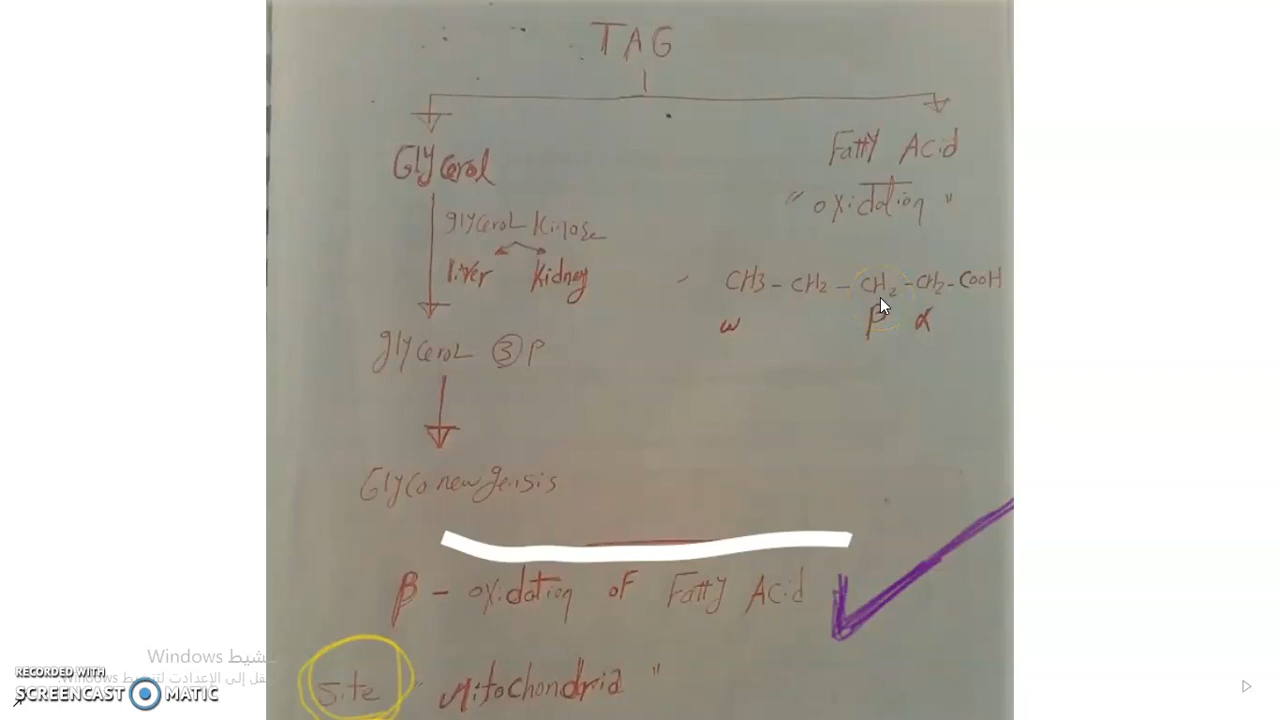 TAG
Glycerol
Fatty Acid
"oxidation"
glycerol Kinase
liver Kidney
CH3 - CH2 - CH2 - CH2 - COOH
ω β α
glycerol ③ P
Glyconewgensis
β - oxidation of Fatty Acid
Site "Mitochondria"
Windows
RECORDED WITH
SCREENCAST MATIC